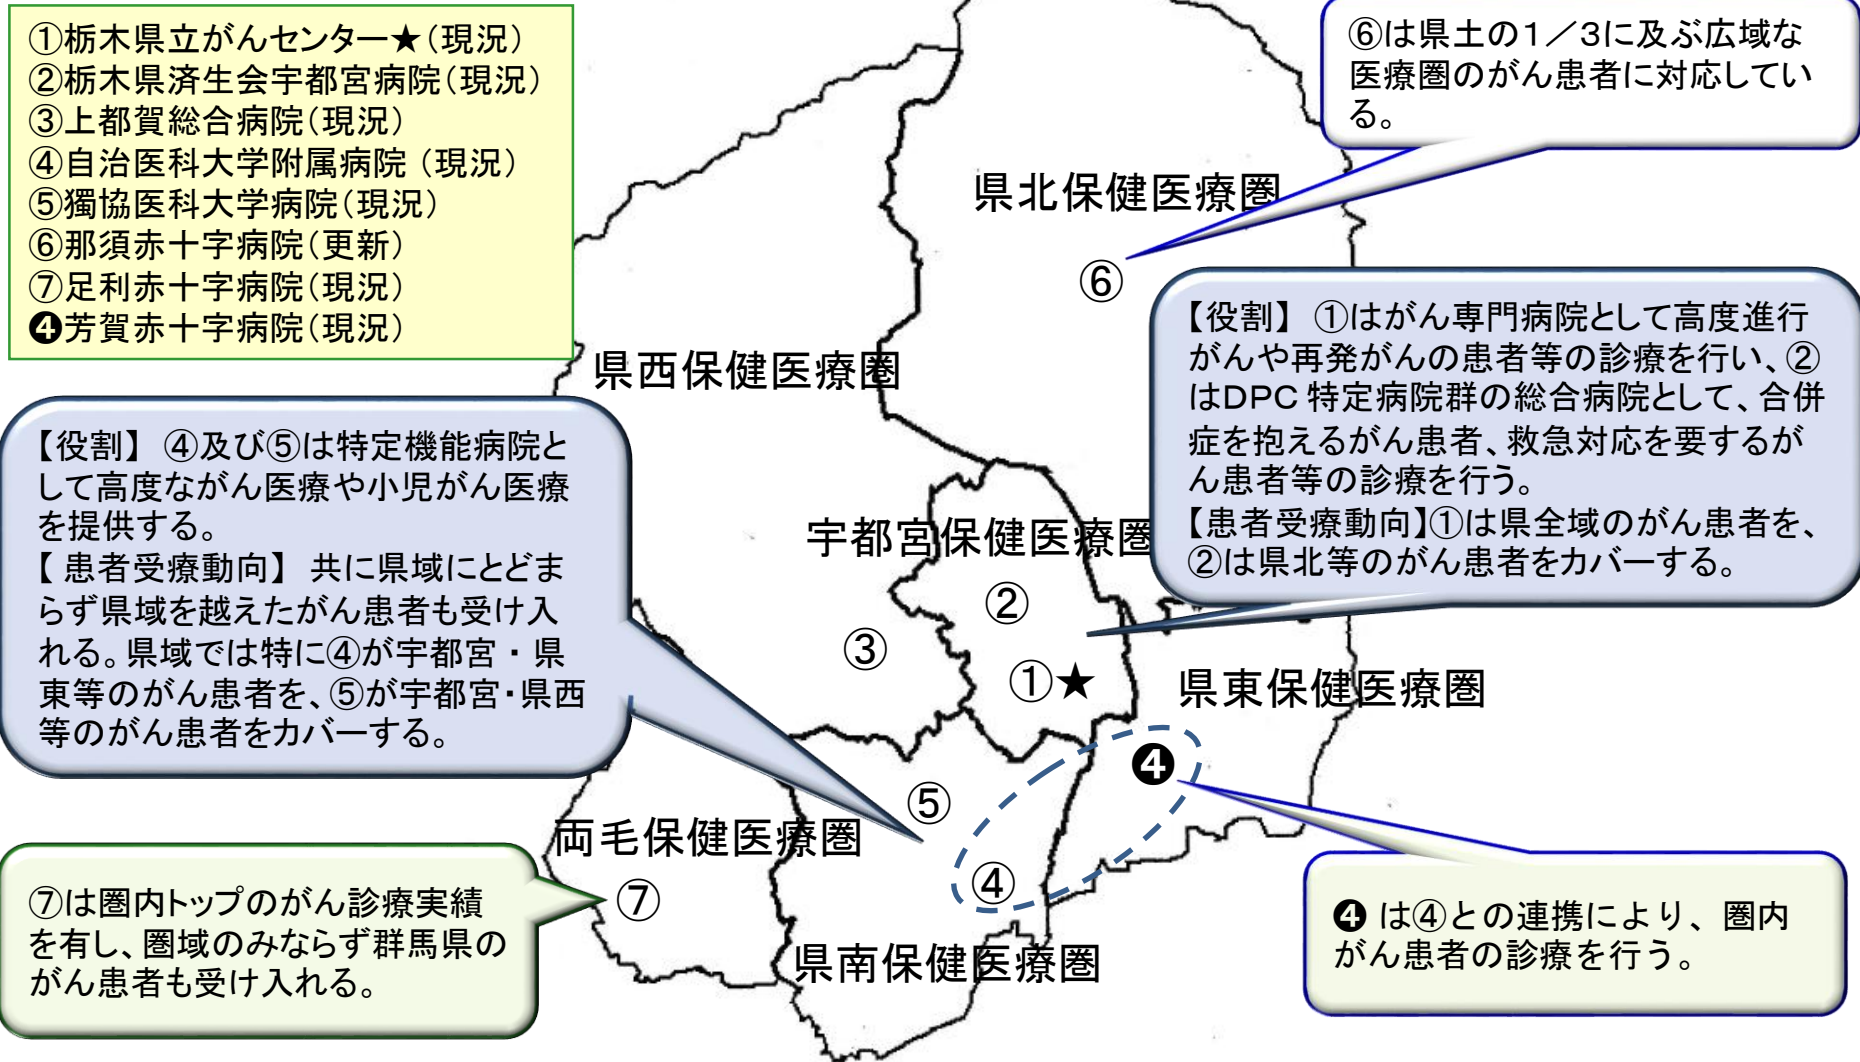 ①栃木県立がんセンター★(現況)
②栃木県済生会宇都宮病院(現況)
③上都賀総合病院(現況)
④自治医科大学附属病院 (現況)
⑤獨協医科大学病院(現況)
⑥那須赤十字病院(更新)
⑦足利赤十字病院(現況)
❹芳賀赤十字病院(現況)
⑥は県土の1/3に及ぶ広域な
医療圏のがん患者に対応してい
る。
県北保健医療圏
⑥
【役割】 ①はがん専門病院として高度進行
がんや再発がんの患者等の診療を行い、②
はDPC 特定病院群の総合病院として、合併
症を抱えるがん患者、救急対応を要するが
ん患者等の診療を行う。
【患者受療動向】①は県全域のがん患者を、
②は県北等のがん患者をカバーする。
県西保健医療圏
【役割】 ④及び⑤は特定機能病院と
して高度ながん医療や小児がん医療
を提供する。
【 患者受療動向】 共に県域にとどま
らず県域を越えたがん患者も受け入
れる。県域では特に④が宇都宮・県
東等のがん患者を、⑤が宇都宮・県西
等のがん患者をカバーする。
宇都宮保健医療圏
②
③
①★
県東保健医療圏
❹
⑤
両毛保健医療圏
④
⑦
⑦は圏内トップのがん診療実績
を有し、圏域のみならず群馬県の
がん患者も受け入れる。
県南保健医療圏
❹ は④との連携により、圏内
がん患者の診療を行う。